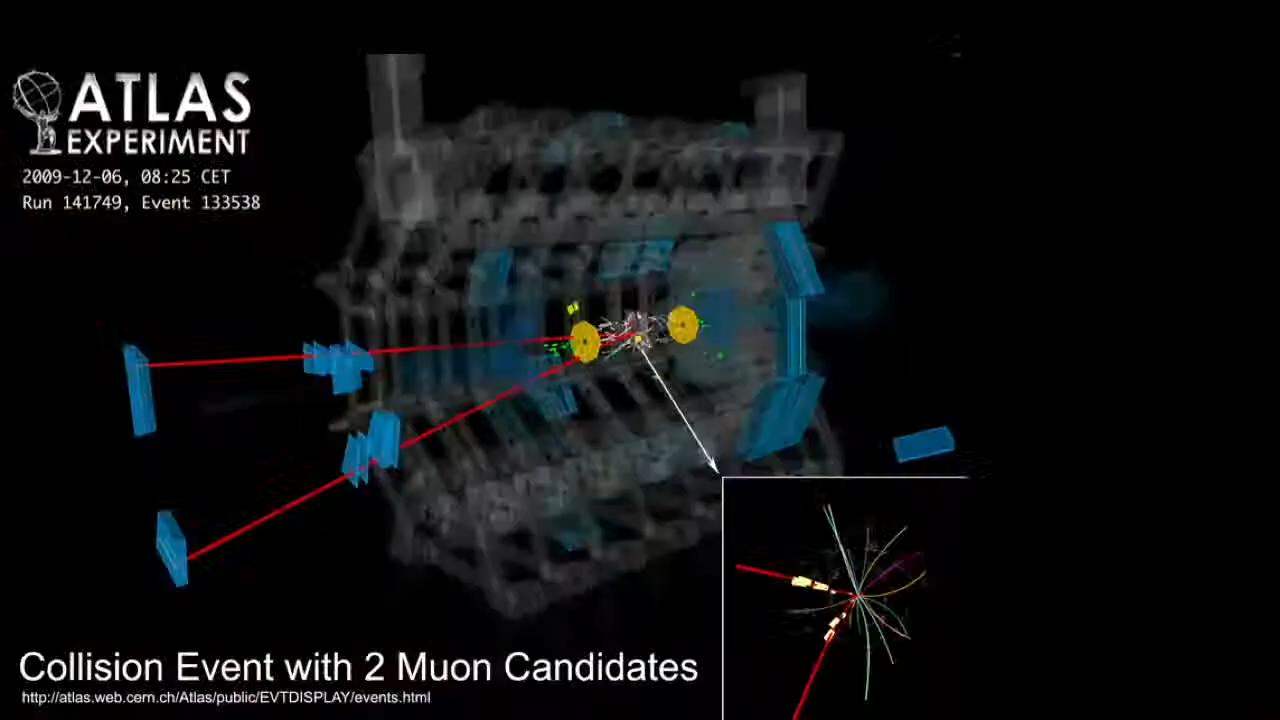 ATLAS
EXPERIMENT
2009-12-06, 08:25 CET
Run 141749, Event 133538
Collision Event with 2 Muon Candidates
http://atlas.web.cern.ch/Atlas/public/EVTDISPLAY/events.html